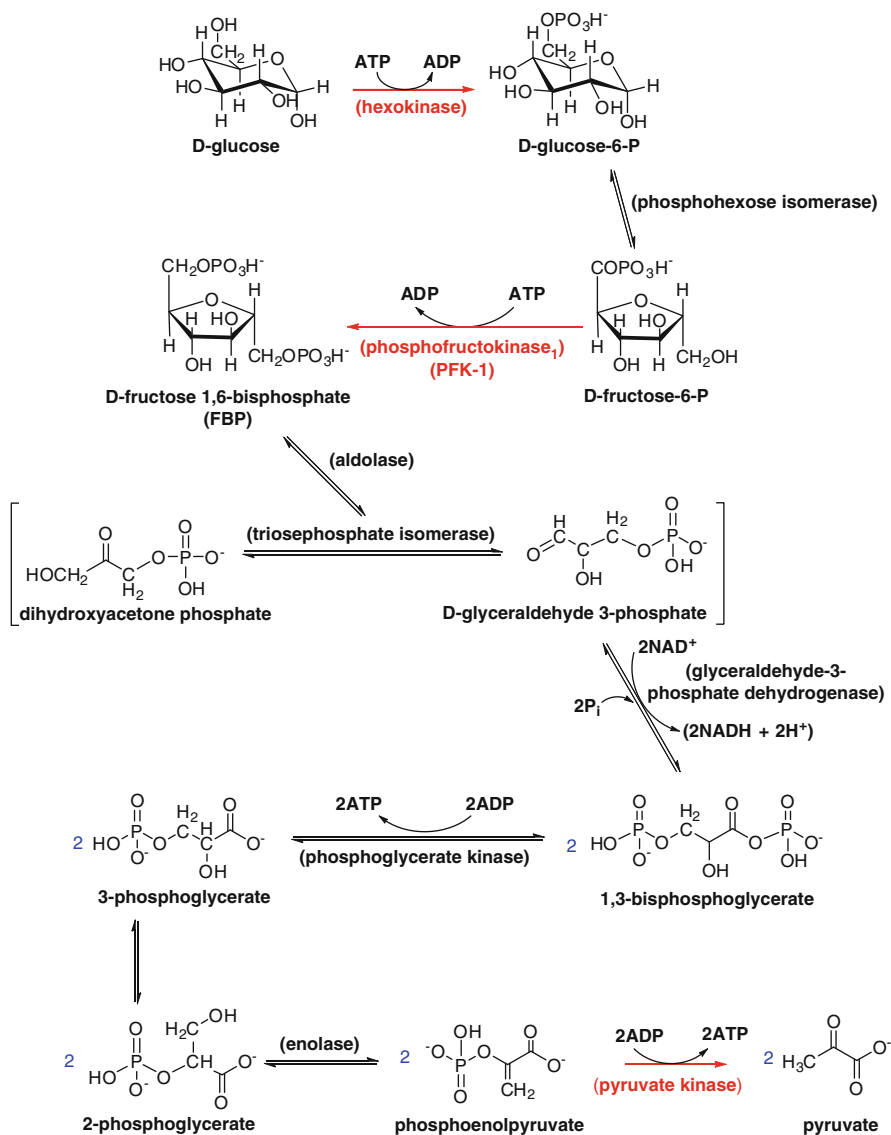 OH
HO
H
CH2
H
O
HO
HO
H
H
OH
H
OH
D-glucose
ATP
ADP
(hexokinase)
OPO3H-
H
CH2
H
O
HO
HO
H
H
OH
H
OH
D-glucose-6-P
(phosphohexose isomerase)
CH2OPO3H-
O
H
H
HO
H
OH
H
CH2OPO3H-
D-fructose 1,6-bisphosphate
(FBP)
ADP
ATP
(phosphofructokinase1)
(PFK-1)
COPO3H-
O
H
H
HO
H
OH
H
CH2OH
D-fructose-6-P
(aldolase)
O
O
HOCH2
C
H2
O
P
O-
OH
dihydroxyacetone phosphate
(triosephosphate isomerase)
H
O
C
H
OH
H2
C
O
O
P
O-
OH
D-glyceraldehyde 3-phosphate
2NAD+
(glyceraldehyde-3-
phosphate dehydrogenase)
2Pi
(2NADH + 2H+)
2
O
HO
P
O-
O
H2
C
H
C
OH
O
O-
3-phosphoglycerate
2ATP
2ADP
(phosphoglycerate kinase)
2
O
HO
P
O-
O
H2
C
OH
O
O
O
P
O-
OH
1,3-bisphosphoglycerate
2
O
HO
P
O-
O
H2C
OH
CH
C
O
O-
2-phosphoglycerate
(enolase)
2
-O
OH
P
O
O
O
O-
CH2
phosphoenolpyruvate
2ADP
2ATP
(pyruvate kinase)
2
H3C
O
O-
O
pyruvate